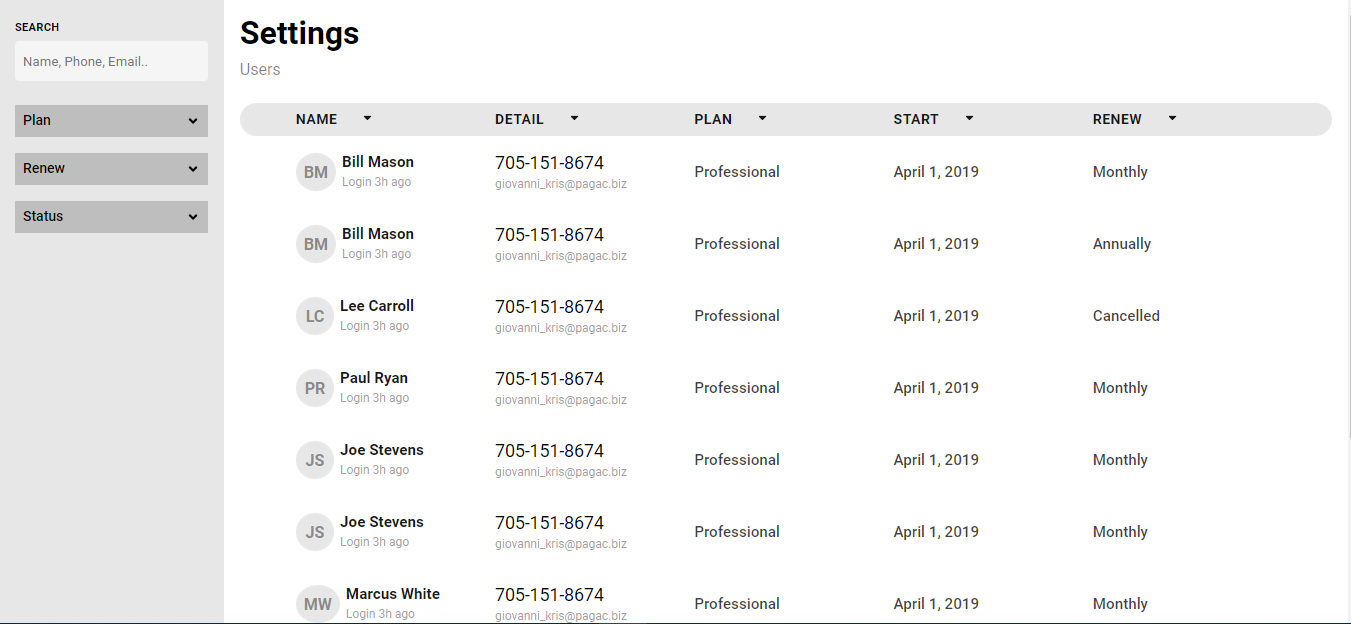 SEARCH
Name, Phone, Email..
Plan
Renew
Status
Settings
Users
NAME DETAIL PLAN START RENEW
BM Bill Mason 705-151-8674 Professional April 1, 2019 Monthly
Login 3h ago giovanni_kris@pagac.biz
BM Bill Mason 705-151-8674 Professional April 1, 2019 Annually
Login 3h ago giovanni_kris@pagac.biz
LC Lee Carroll 705-151-8674 Professional April 1, 2019 Cancelled
Login 3h ago giovanni_kris@pagac.biz
PR Paul Ryan 705-151-8674 Professional April 1, 2019 Monthly
Login 3h ago giovanni_kris@pagac.biz
JS Joe Stevens 705-151-8674 Professional April 1, 2019 Monthly
Login 3h ago giovanni_kris@pagac.biz
JS Joe Stevens 705-151-8674 Professional April 1, 2019 Monthly
Login 3h ago giovanni_kris@pagac.biz
MW Marcus White 705-151-8674 Professional April 1, 2019 Monthly
Login 3h ago giovanni_kris@pagac.biz